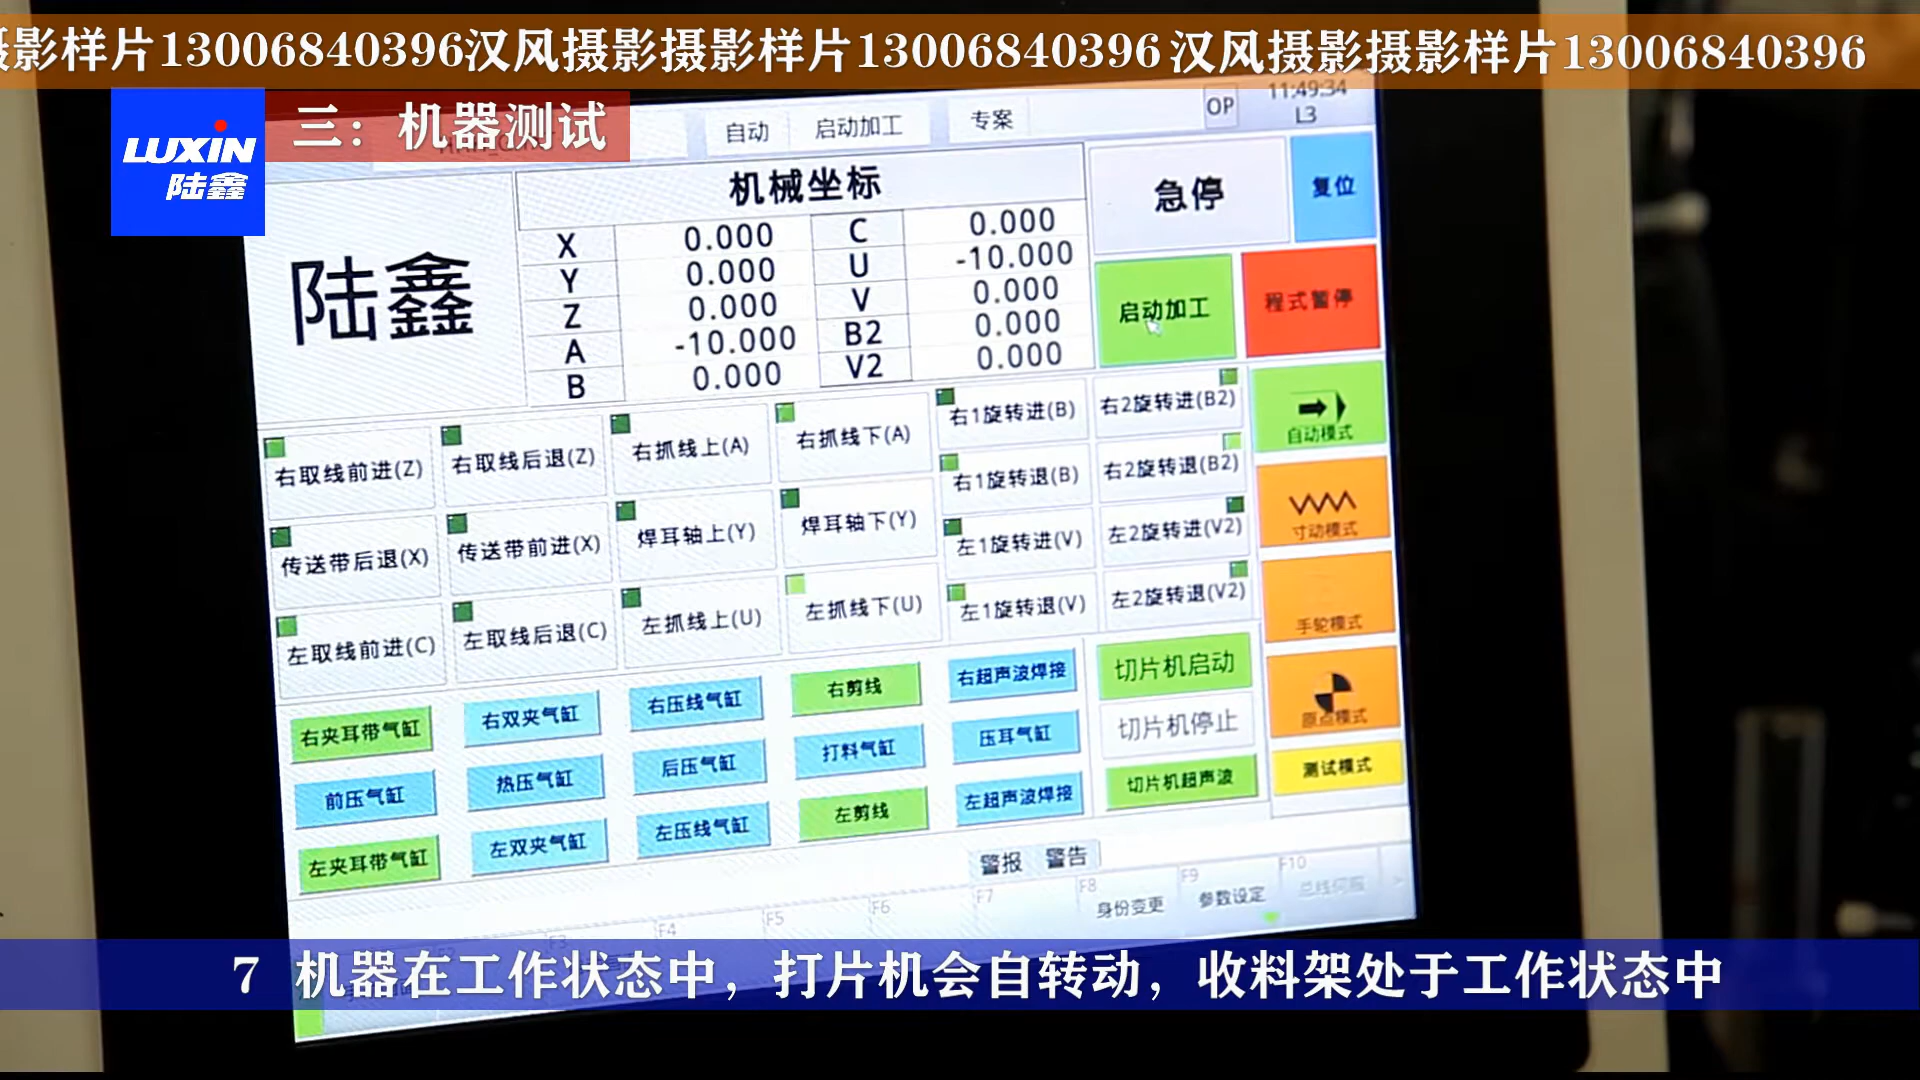 影样片13006840396汉风摄影摄影样片13006840396 汉风摄影摄影样片13006840396
LUXIN
陆鑫
三：机器测试
自动 启动加工 专案 OP 11:49:34
L3
机械坐标
陆鑫
X 0.000 C 0.000
Y 0.000 U -10.000
Z 0.000 V 0.000
A -10.000 B2 0.000
B 0.000 V2 0.000
急停 复位
启动加工 程式暂停
右取线前进(Z) 右取线后退(Z) 右抓线上(A) 右抓线下(A) 右1旋转进(B) 右2旋转进(B2) 自动模式
右1旋转退(B) 右2旋转退(B2)
传送带后退(X) 传送带前进(X) 焊耳轴上(Y) 焊耳轴下(Y) 左1旋转进(V) 左2旋转进(V2) 寸动模式
左取线前进(C) 左取线后退(C) 左抓线上(U) 左抓线下(U) 左1旋转退(V) 左2旋转退(V2) 手轮模式
右夹耳带气缸 右双夹气缸 右压线气缸 右剪线 右超声波焊接 切片机启动 原点模式
前压气缸 热压气缸 后压气缸 打料气缸 压耳气缸 切片机停止
左夹耳带气缸 左双夹气缸 左压线气缸 左剪线 左超声波焊接 切片机超声波 测试模式
警报 警告
F3 F4 F5 F6 F7 F8 F9 F10
身份变更 参数设定 总线伺服
7 机器在工作状态中，打片机会自转动，收料架处于工作状态中